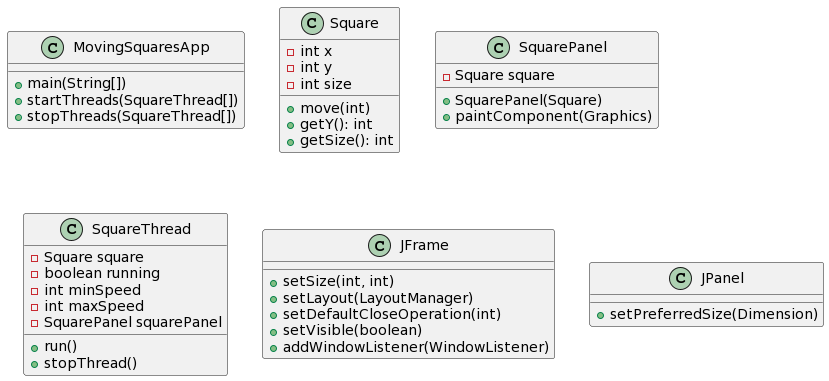 C MovingSquaresApp
main(String[])
startThreads(SquareThread[])
stopThreads(SquareThread[])
C Square
int x
int y
int size
move(int)
getY(): int
getSize(): int
C SquarePanel
Square square
SquarePanel(Square)
paintComponent(Graphics)
C SquareThread
Square square
boolean running
int minSpeed
int maxSpeed
SquarePanel squarePanel
run()
stopThread()
C JFrame
setSize(int, int)
setLayout(LayoutManager)
setDefaultCloseOperation(int)
setVisible(boolean)
addWindowListener(WindowListener)
C JPanel
setPreferredSize(Dimension)